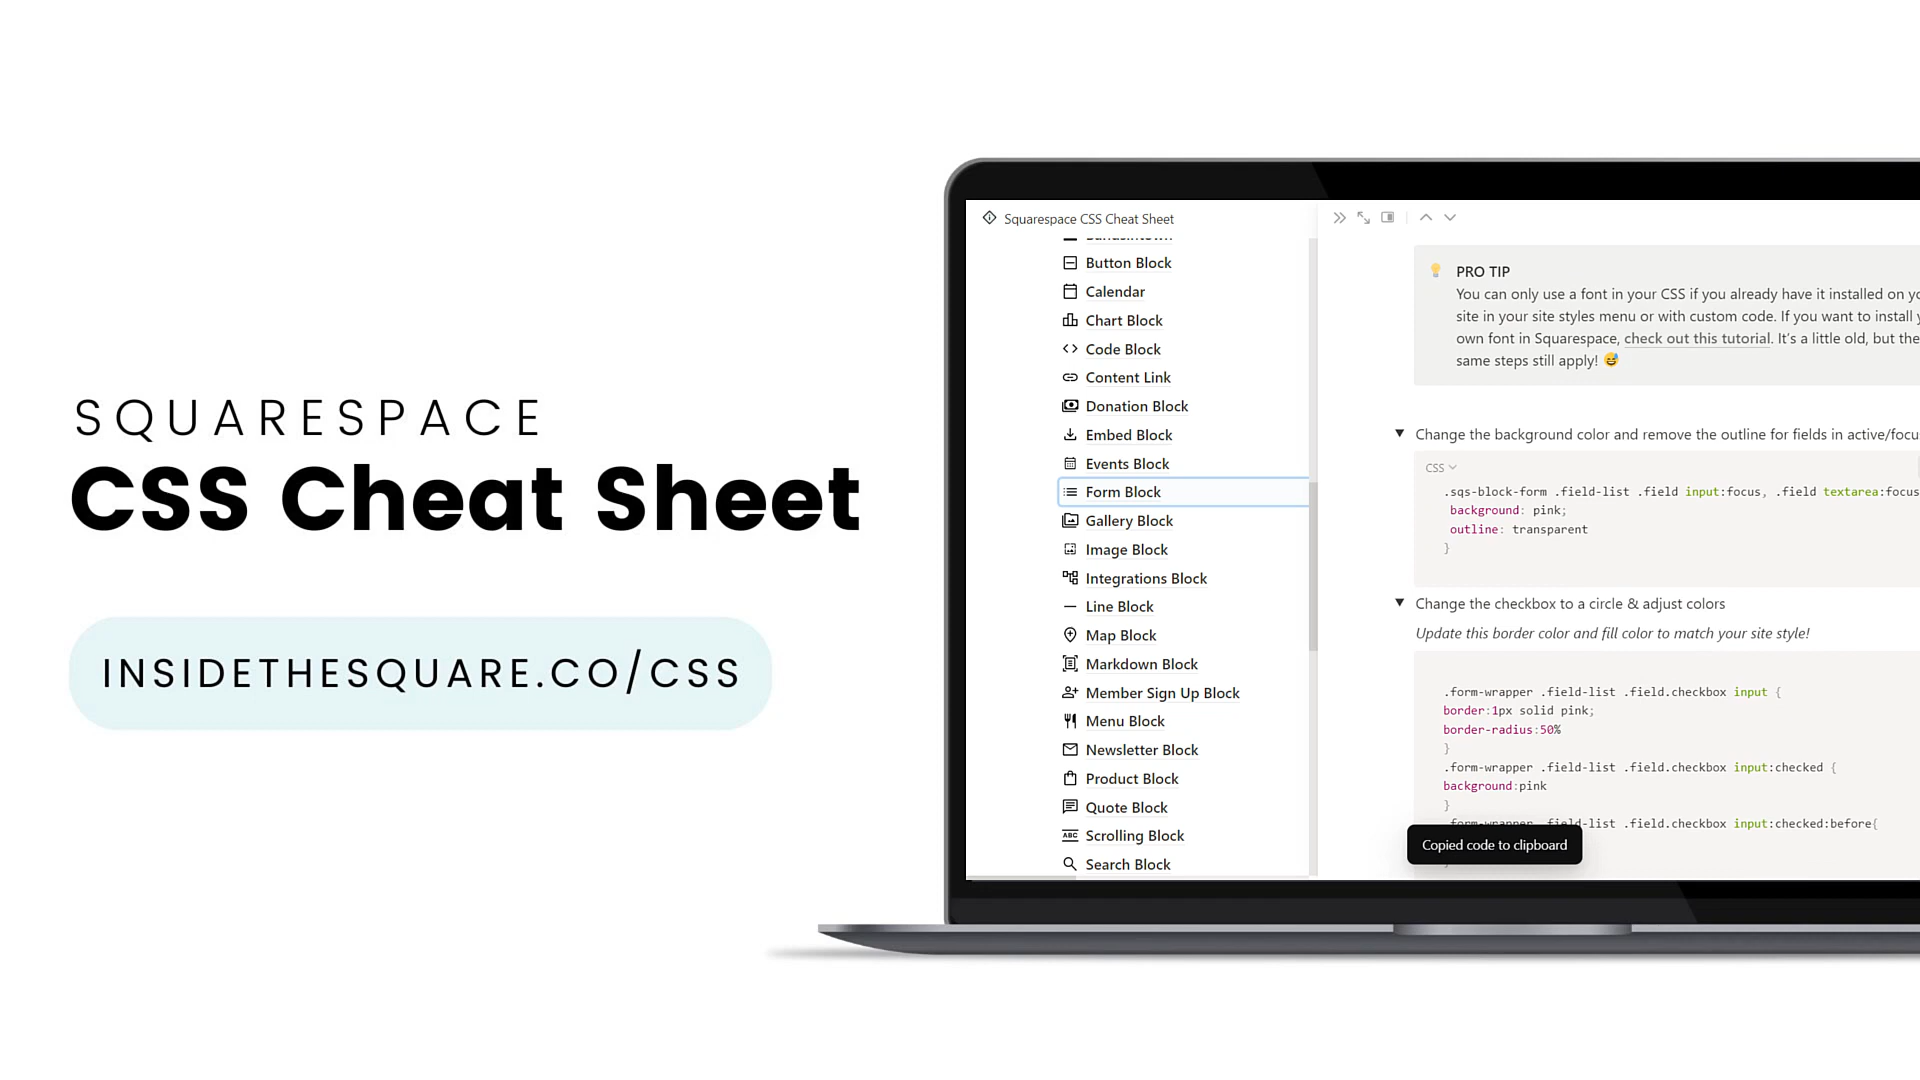 SQUARESPACE
CSS Cheat Sheet
INSIDETHESQUARE.CO/CSS
Squarespace CSS Cheat Sheet
Button Block
Calendar
Chart Block
Code Block
Content Link
Donation Block
Embed Block
Events Block
Form Block
Gallery Block
Image Block
Integrations Block
Line Block
Map Block
Markdown Block
Member Sign Up Block
Menu Block
Newsletter Block
Product Block
Quote Block
ABC
Scrolling Block
Search Block
PRO TIP
You can only use a font in your CSS if you already have it installed on
site in your site styles menu or with custom code. If you want to install
own font in Squarespace, check out this tutorial. It's a little old, but the
same steps still apply! 😅
Change the background color and remove the outline for fields in active/focu
CSS
.sqs-block-form .field-list .field input:focus, .field textarea:focus
background: pink;
outline: transparent
}
Change the checkbox to a circle & adjust colors
Update this border color and fill color to match your site style!
.form-wrapper .field-list .field.checkbox input {
border:1px solid pink;
border-radius:50%
}
.form-wrapper .field-list .field.checkbox input:checked {
background:pink
}
.form-wrapper .field-list .field.checkbox input:checked:before{
Copied code to clipboard